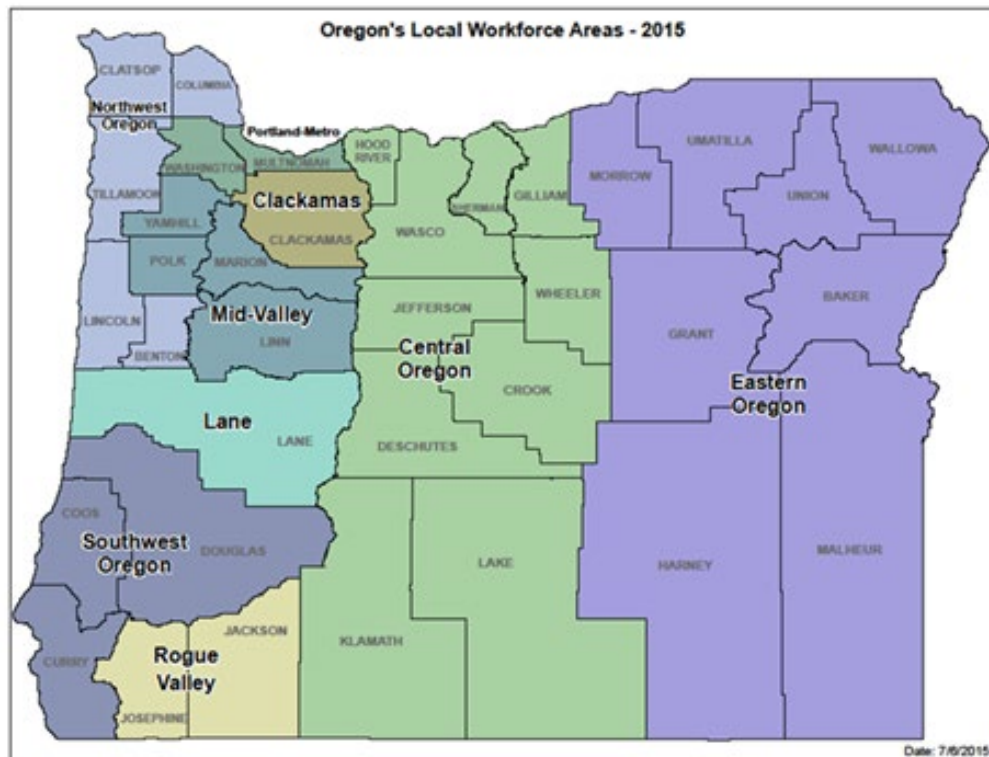 Oregon's Local Workforce Areas - 2015
CLATSOP
COLUMBIA
Northwest
Oregon
Portland-Metro
WASHINGTON
MULTNOMAH
HOOD
RIVER
SHERMAN
GILLIAM
MORROW
UMATILLA
WALLOWA
UNION
TILLAMOOK
YAMHILL
Clackamas
CLACKAMAS
WASCO
POLK
MARION
LINCOLN
BENTON
Mid-Valley
LINN
JEFFERSON
WHEELER
GRANT
BAKER
Central
Oregon
CROOK
Eastern
Oregon
Lane
LANE
DESCHUTES
COOS
Southwest
Oregon
DOUGLAS
LAKE
HARNEY
MALHEUR
CURRY
JACKSON
KLAMATH
Rogue
Valley
JOSEPHINE
Date: 7/6/2015